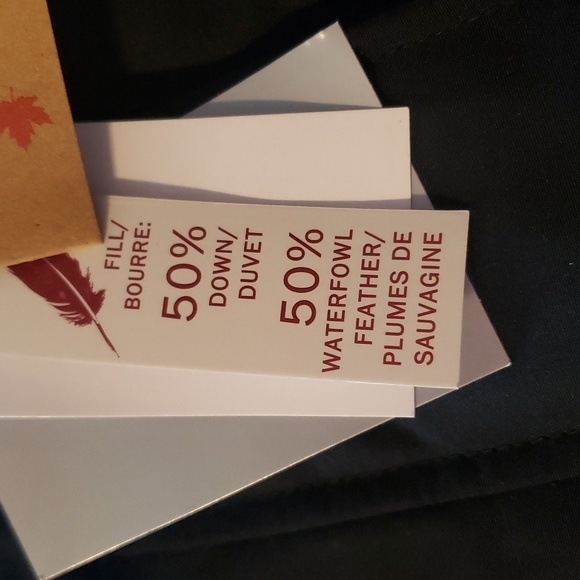 FILL/
BOURRE:
50%
DOWN/
DUVET
50%
WATERFOWL
FEATHER/
PLUMES DE
SAUVAGINE